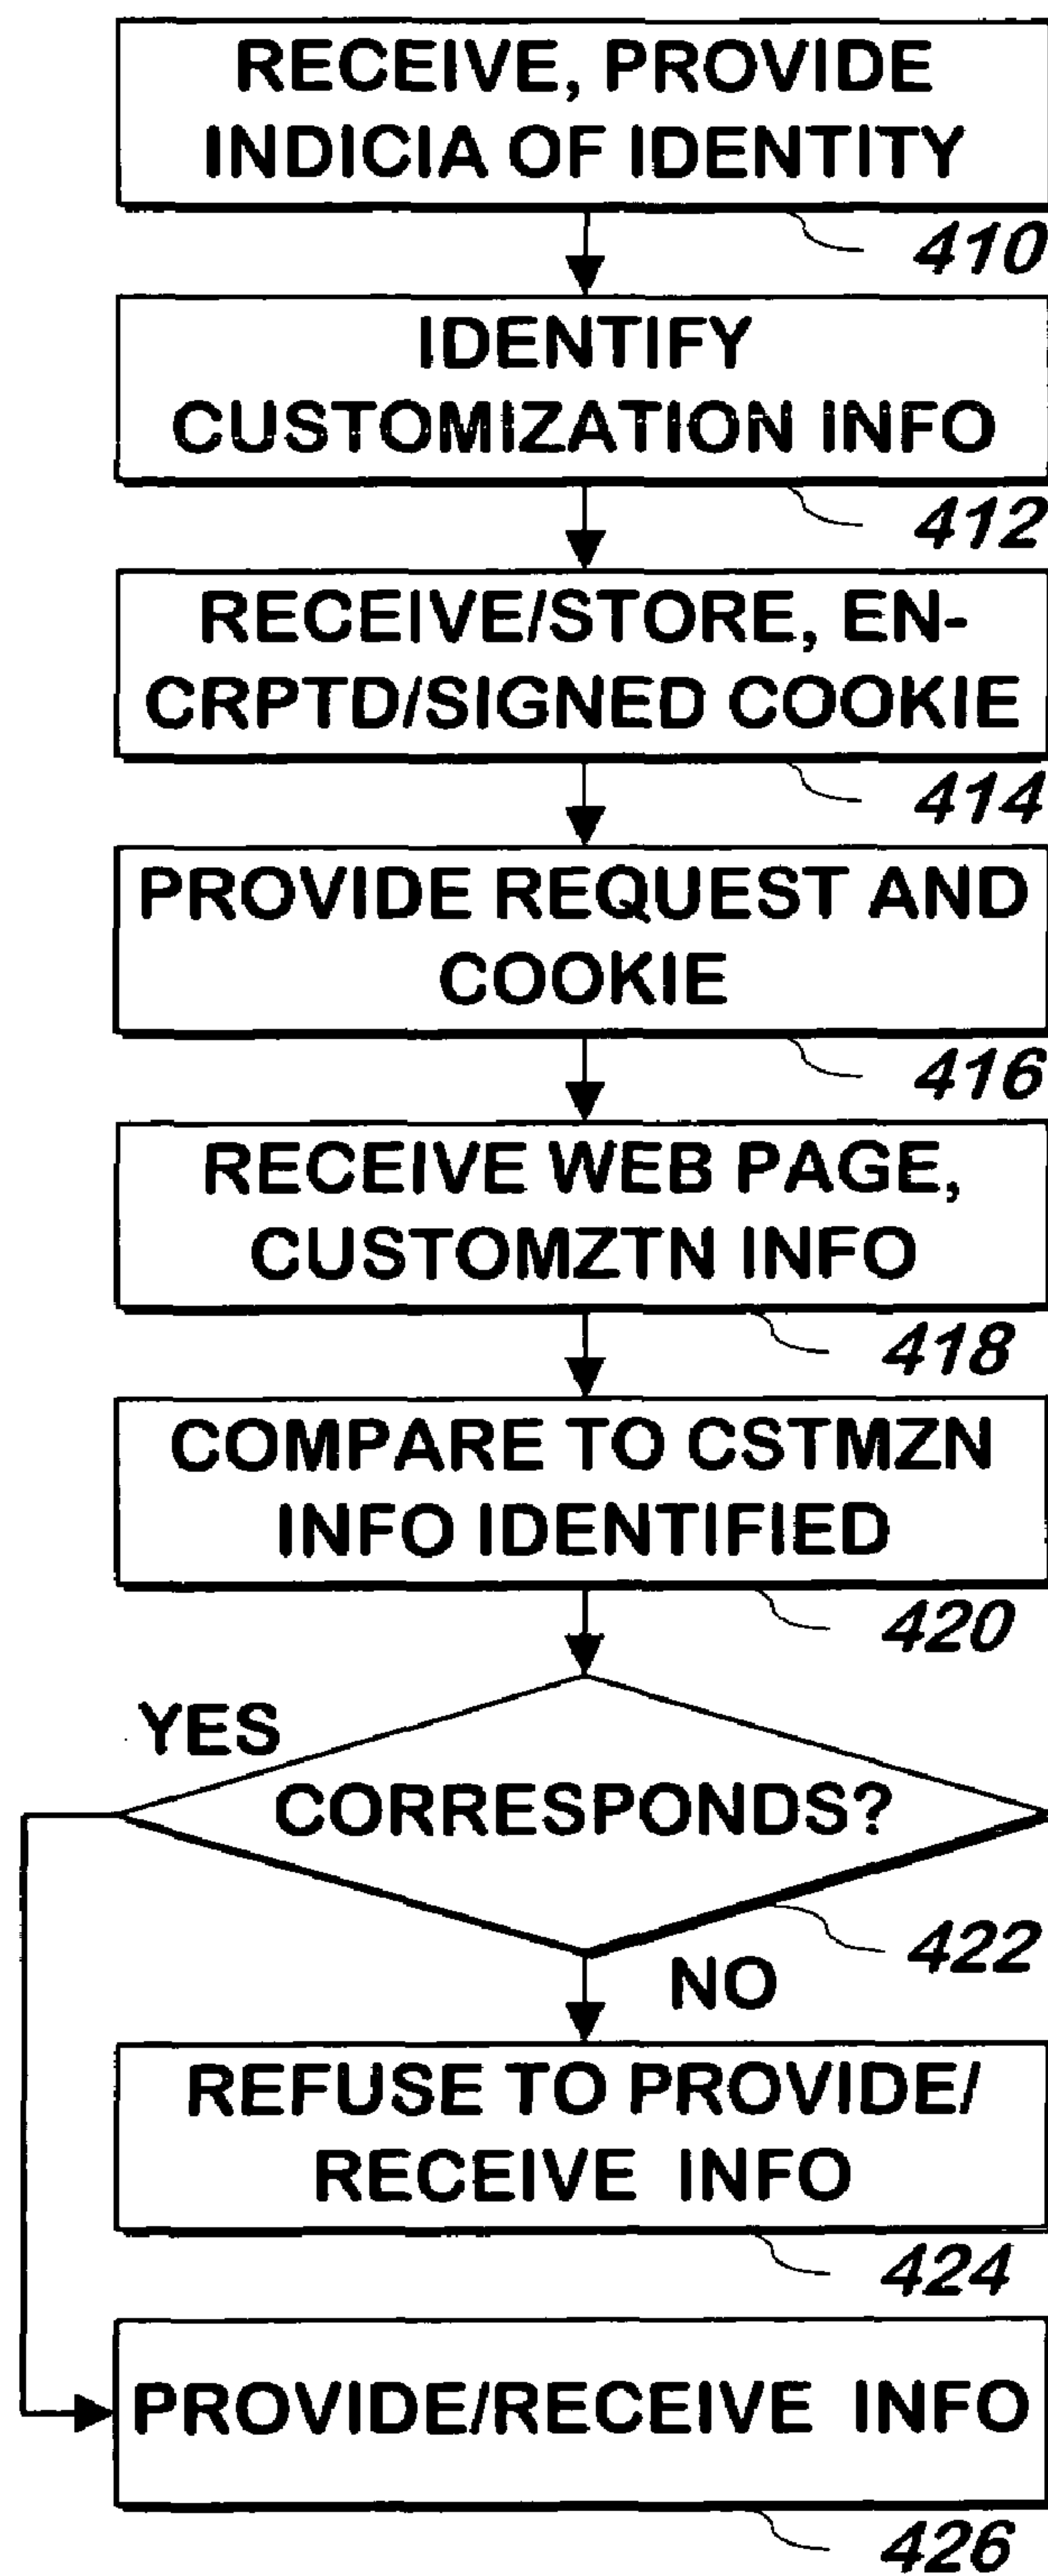 RECEIVE, PROVIDE
INDICIA OF IDENTITY
410
IDENTIFY
CUSTOMIZATION INFO
412
RECEIVE/STORE, EN-
CRPTD/SIGNED COOKIE
414
PROVIDE REQUEST AND
COOKIE
416
RECEIVE WEB PAGE,
CUSTOMZTN INFO
418
COMPARE TO CSTMZN
INFO IDENTIFIED
420
YES
CORRESPONDS?
422
NO
REFUSE TO PROVIDE/
RECEIVE INFO
424
PROVIDE/RECEIVE INFO
426